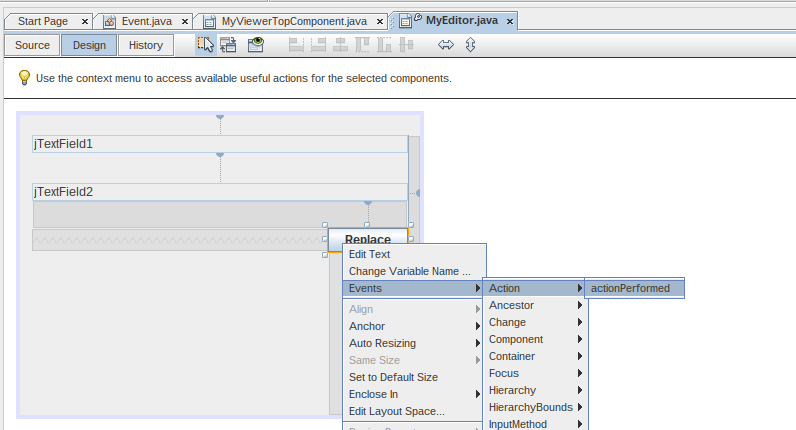 Start Page × Event.java × MyViewerTopComponent.java × MyEditor.java ×
Source Design History
Use the context menu to access available useful actions for the selected components.
jTextField1
jTextField2
Replace
Edit Text
Change Variable Name ...
Events Action actionPerformed
Ancestor
Align Change
Anchor Component
Auto Resizing Container
Same Size Focus
Set to Default Size Hierarchy
Enclose In HierarchyBounds
Edit Layout Space... InputMethod